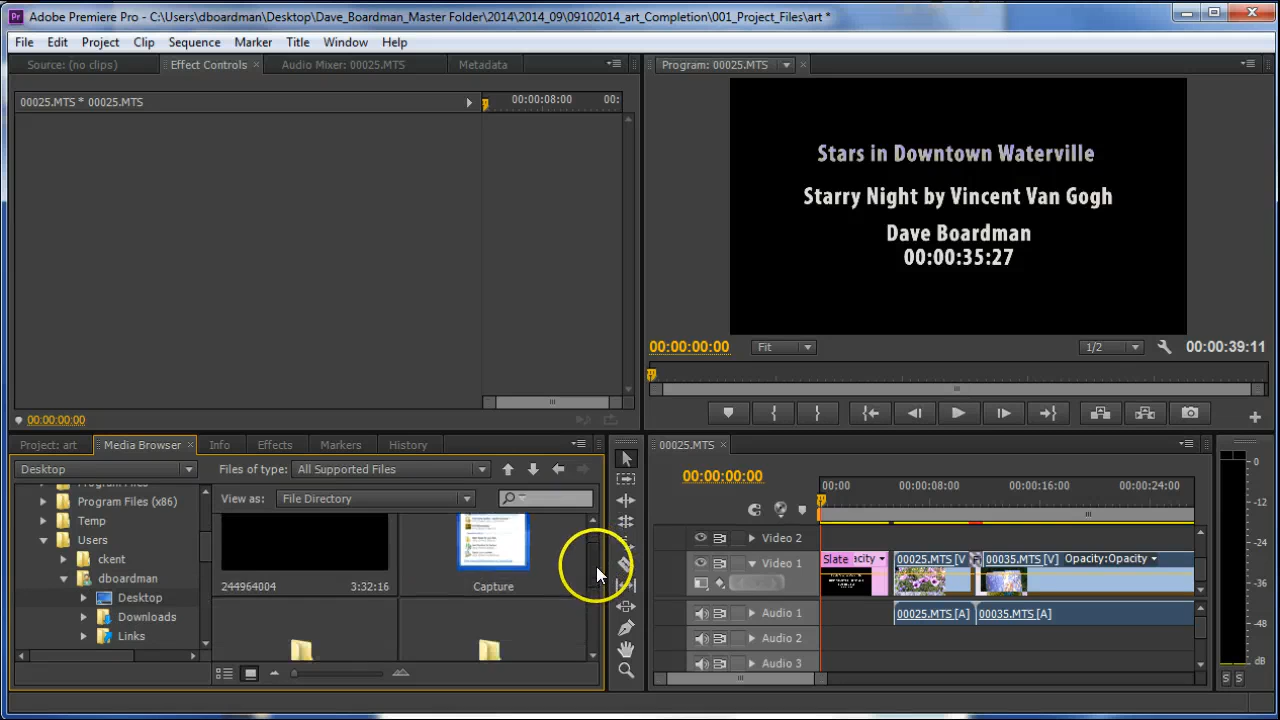 Adobe Premiere Pro - C:\Users\dboardman\Desktop\Dave_Boardman_Master Folder\2014\2014_09\09102014_art_Completion\001_Project_Files\art *
File Edit Project Clip Sequence Marker Title Window Help
Source: (no clips) Effect Controls Audio Mixer: 00025.MTS Metadata
Program: 00025.MTS
00025.MTS * 00025.MTS
00:00:08:00 00:
Stars in Downtown Waterville
Starry Night by Vincent Van Gogh
Dave Boardman
00:00:35:27
00:00:00:00 Fit 1/2 00:00:39:11
00:00:00:00
Project: art Media Browser Info Effects Markers History
Desktop Files of type: All Supported Files
Program Files (x86) View as: File Directory
Temp
Users
ckent
dboardman
Desktop
Downloads
Links
244964004 3:32:16 Capture
00025.MTS
00:00:00:00
00:00 00:00:08:00 00:00:16:00 00:00:24:00
Video 2
Video 1 Slate acity 00025.MTS [V 00035.MTS [V] Opacity:Opacity
Audio 1 00025.MTS [A] 00035.MTS [A]
Audio 2
Audio 3
0
-6
-12
-18
-24
-30
-36
-42
-48
-54
dB
S S